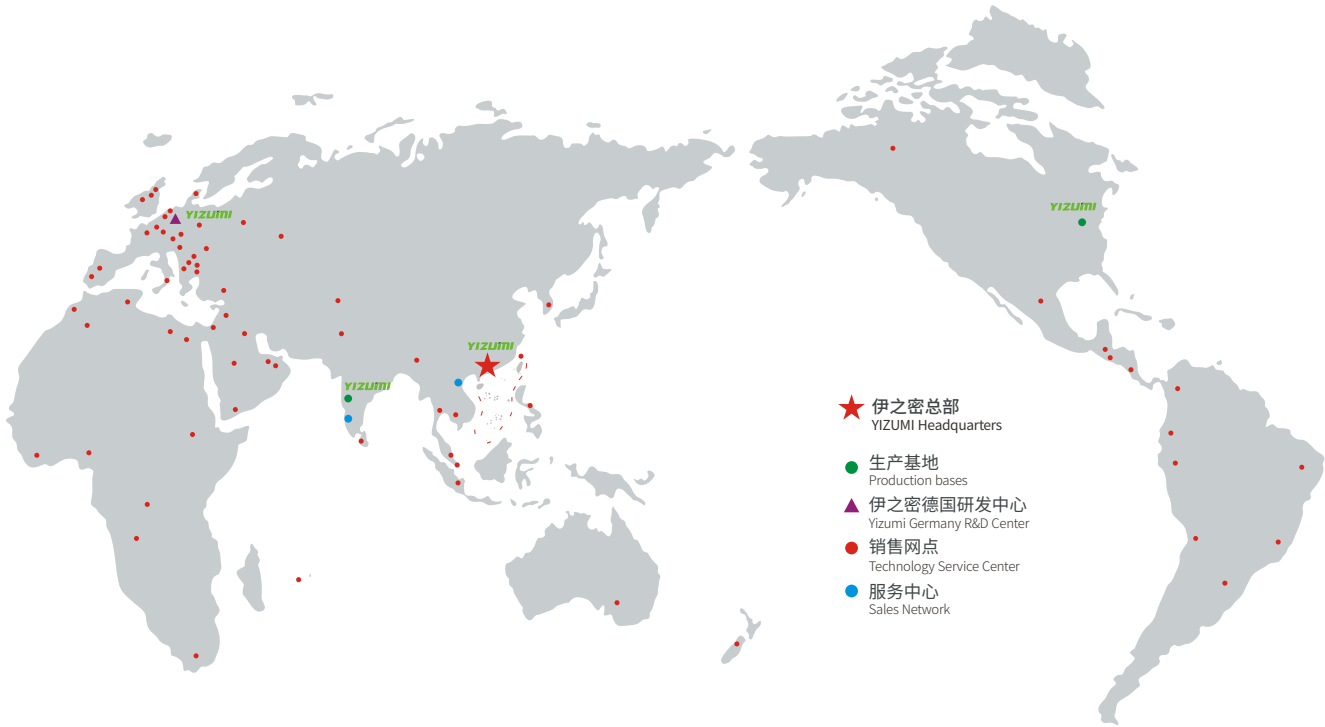 YIZUMI
YIZUMI
YIZUMI
YIZUMI
伊之密总部
YIZUMI Headquarters
生产基地
Production bases
伊之密德国研发中心
Yizumi Germany R&D Center
销售网点
Technology Service Center
服务中心
Sales Network